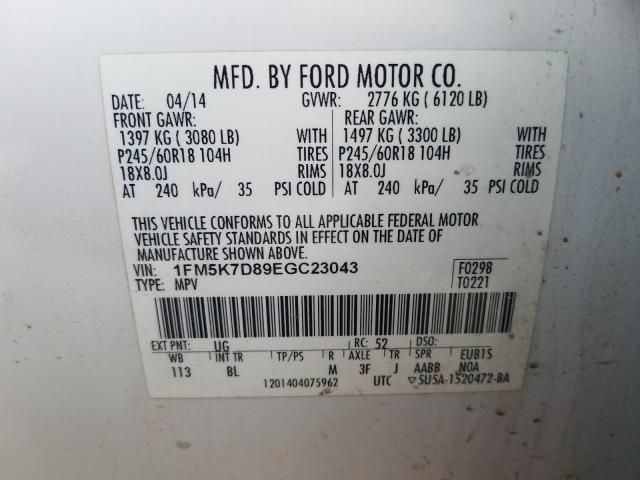 MFD. BY FORD MOTOR CO.
DATE: 04/14 GVWR: 2776 KG ( 6120 LB)
FRONT GAWR: REAR GAWR:
1397 KG ( 3080 LB) WITH 1497 KG ( 3300 LB) WITH
P245/60R18 104H TIRES P245/60R18 104H TIRES
18X8.0J RIMS 18X8.0J RIMS
AT 240 kPa/ 35 PSI COLD AT 240 kPa/ 35 PSI COLD
THIS VEHICLE CONFORMS TO ALL APPLICABLE FEDERAL MOTOR
VEHICLE SAFETY STANDARDS IN EFFECT ON THE DATE OF
MANUFACTURE SHOWN ABOVE.
VIN: 1FM5K7D89EGC23043 F0298
TYPE: MPV T0221
EXT PNT: UG RC: 52 DSO:
WB INT TR TP/PS R AXLE TR SPR EUB1S
113 BL M 3F J AABB N0A
1201404075962 UTC ▽5U5A-1520472-BA